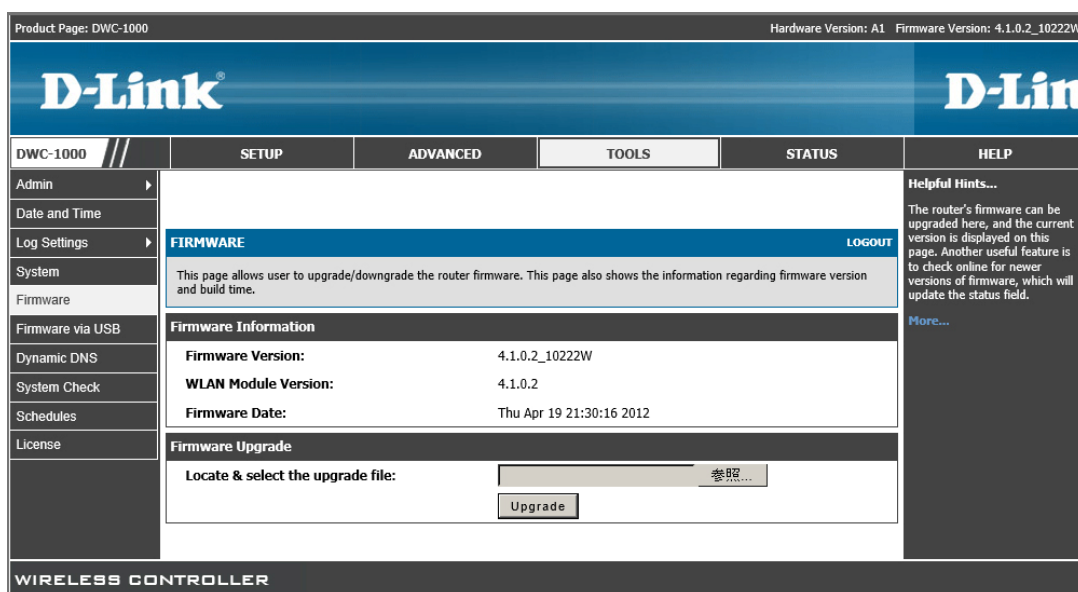 Product Page: DWC-1000
Hardware Version: A1 Firmware Version: 4.1.0.2_10222W
D-Link®
D-Lin
DWC-1000
SETUP
ADVANCED
TOOLS
STATUS
HELP
Admin
Date and Time
Log Settings
System
Firmware
Firmware via USB
Dynamic DNS
System Check
Schedules
License
FIRMWARE
LOGOUT
This page allows user to upgrade/downgrade the router firmware. This page also shows the information regarding firmware version
and build time.
Firmware Information
Firmware Version: 4.1.0.2_10222W
WLAN Module Version: 4.1.0.2
Firmware Date: Thu Apr 19 21:30:16 2012
Firmware Upgrade
Locate & select the upgrade file: 参照...
Upgrade
Helpful Hints...
The router's firmware can be
upgraded here, and the current
version is displayed on this
page. Another useful feature is
to check online for newer
versions of firmware, which will
update the status field.
More...
WIRELESS CONTROLLER